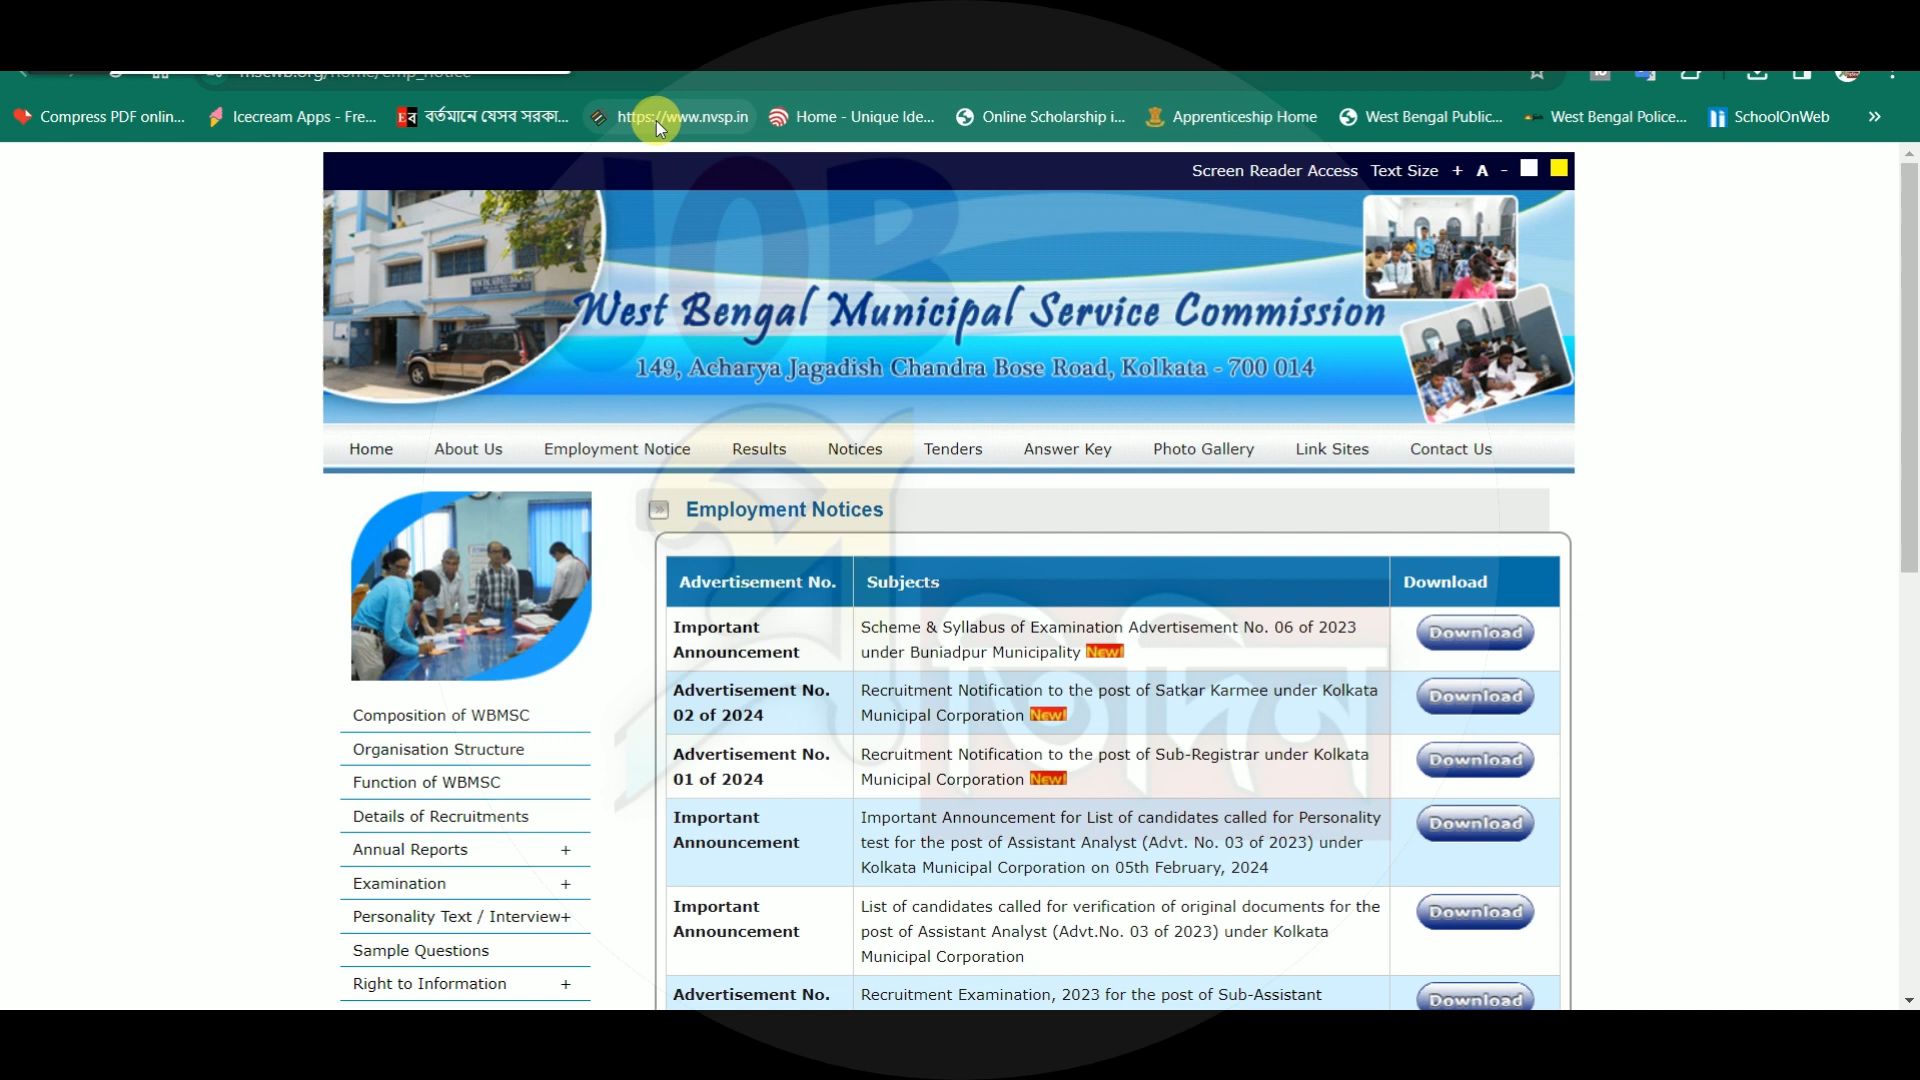 mscwb.org/home/emp_notice
Compress PDF onlin... Icecream Apps - Fre... বর্তমানে যেসব সরকা... https://www.nvsp.in Home - Unique Ide... Online Scholarship i... Apprenticeship Home West Bengal Public... West Bengal Police... SchoolOnWeb »
Screen Reader Access Text Size + A -
JOB
West Bengal Municipal Service Commission
149, Acharya Jagadish Chandra Bose Road, Kolkata - 700 014
Home About Us Employment Notice Results Notices Tenders Answer Key Photo Gallery Link Sites Contact Us
Employment Notices
Advertisement No. Subjects Download
Important Announcement
Scheme & Syllabus of Examination Advertisement No. 06 of 2023
under Buniadpur Municipality New!
Download
Advertisement No.
02 of 2024
Recruitment Notification to the post of Satkar Karmee under Kolkata
Municipal Corporation New!
Download
Advertisement No.
01 of 2024
Recruitment Notification to the post of Sub-Registrar under Kolkata
Municipal Corporation New!
Download
Important
Announcement
Important Announcement for List of candidates called for Personality
test for the post of Assistant Analyst (Advt. No. 03 of 2023) under
Kolkata Municipal Corporation on 05th February, 2024
Download
Important
Announcement
List of candidates called for verification of original documents for the
post of Assistant Analyst (Advt.No. 03 of 2023) under Kolkata
Municipal Corporation
Download
Advertisement No.
Recruitment Examination, 2023 for the post of Sub-Assistant
Download
Composition of WBMSC
Organisation Structure
Function of WBMSC
Details of Recruitments
Annual Reports +
Examination +
Personality Text / Interview+
Sample Questions
Right to Information +
প্রতিদিন